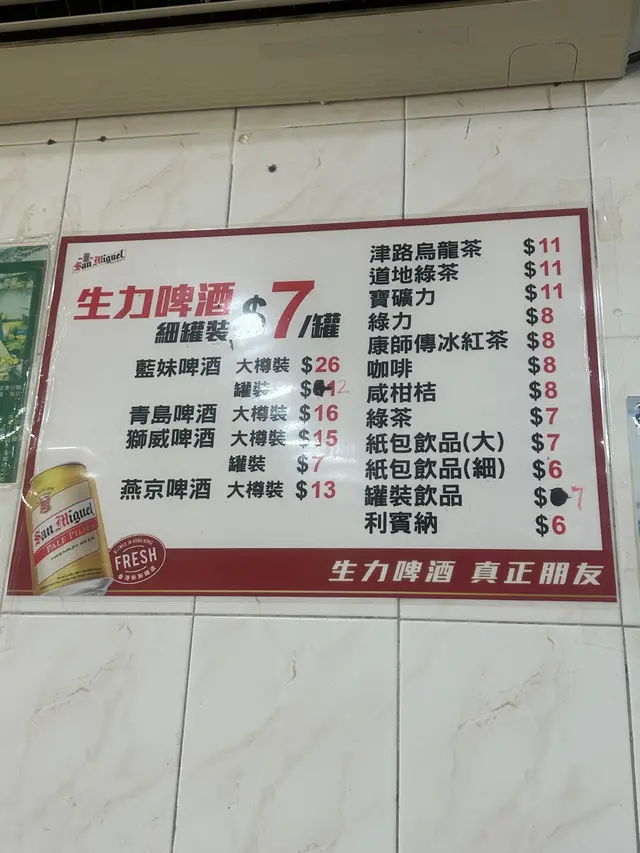 San Miguel
生力啤酒
細罐裝 $7/罐
藍妹啤酒 大樽裝 $26
罐裝 $12
青島啤酒 大樽裝 $16
獅威啤酒 大樽裝 $15
罐裝 $7
燕京啤酒 大樽裝 $13
津路烏龍茶 $11
道地綠茶 $11
寶礦力 $11
綠力 $8
康師傅冰紅茶 $8
咖啡 $8
咸柑桔 $8
綠茶 $7
紙包飲品(大) $7
紙包飲品(細) $6
罐裝飲品 $7
利賓納 $6
San Miguel
PALE PILSEN
FRESH
生力啤酒 真正朋友